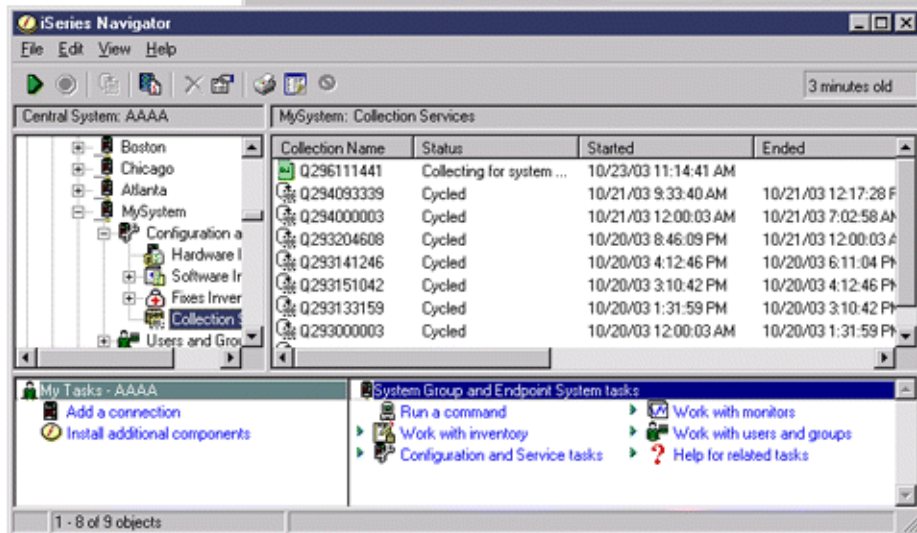 iSeries Navigator
File Edit View Help
3 minutes old
Central System: AAAA
MySystem: Collection Services
Boston
Chicago
Atlanta
MySystem
Configuration a
Hardware I
Software Ir
Fixes Inver
Collection S
Users and Grou
Collection Name Status Started Ended
Q296111441 Collecting for system ... 10/23/03 11:14:41 AM
Q294093339 Cycled 10/21/03 9:33:40 AM 10/21/03 12:17:28 P
Q294000003 Cycled 10/21/03 12:00:03 AM 10/21/03 7:02:58 AM
Q293204608 Cycled 10/20/03 8:46:09 PM 10/21/03 12:00:03 A
Q293141246 Cycled 10/20/03 4:12:46 PM 10/20/03 6:11:04 PM
Q293151042 Cycled 10/20/03 3:10:42 PM 10/20/03 4:12:46 PM
Q293133159 Cycled 10/20/03 1:31:59 PM 10/20/03 3:10:42 PM
Q293000003 Cycled 10/20/03 12:00:03 AM 10/20/03 1:31:59 PM
My Tasks - AAAA
Add a connection
Install additional components
System Group and Endpoint System tasks
Run a command
Work with inventory
Configuration and Service tasks
Work with monitors
Work with users and groups
Help for related tasks
1 - 8 of 9 objects